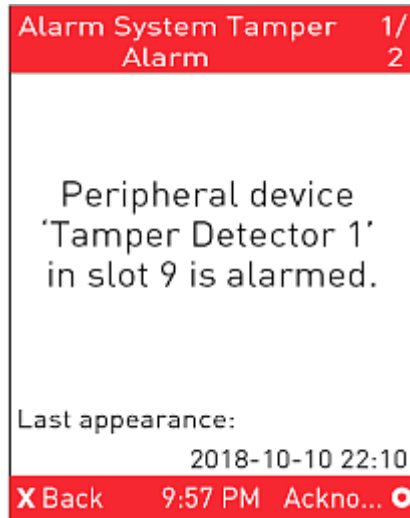 Alarm System Tamper 1/
Alarm 2
Peripheral device
‘Tamper Detector 1’
in slot 9 is alarmed.
Last appearance:
2018-10-10 22:10
X Back 9:57 PM Ackno...